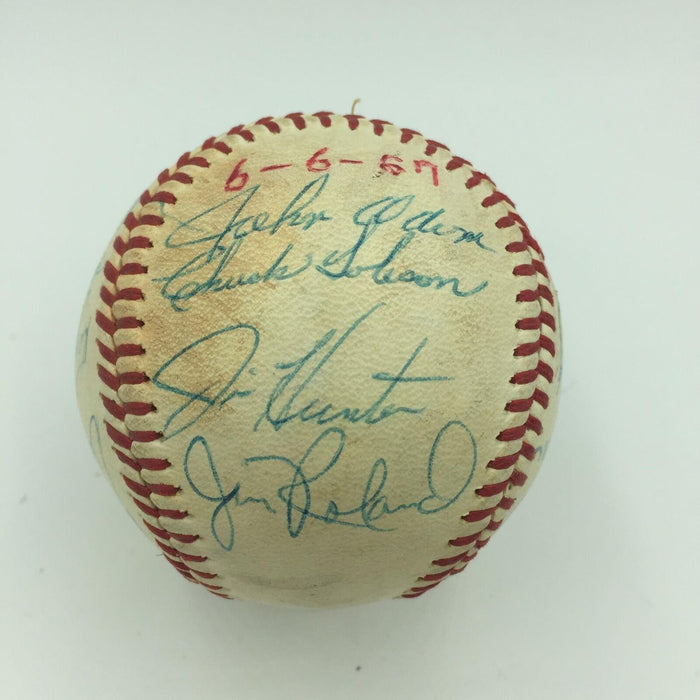 6-6-67
John Odom
Chuck Dobson
Jim Hunter
Jim Roland